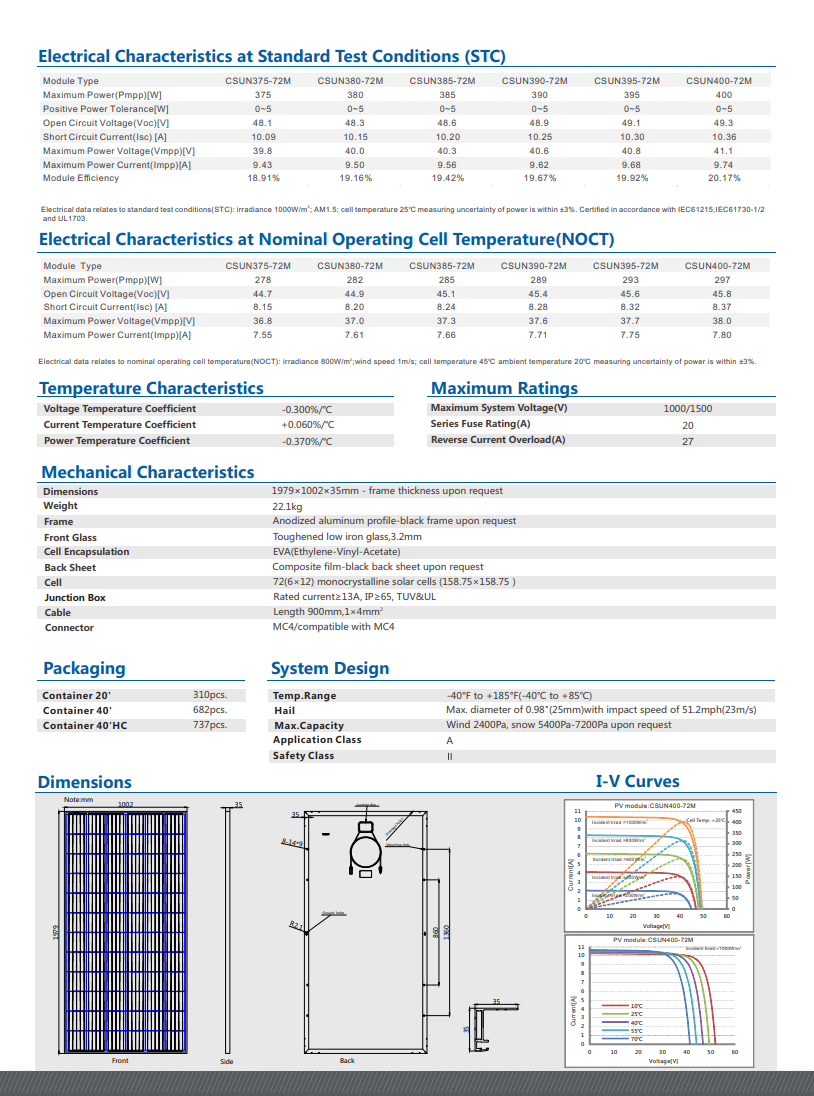 Electrical Characteristics at Standard Test Conditions (STC)
Module Type CSUN375-72M CSUN380-72M CSUN385-72M CSUN390-72M CSUN395-72M CSUN400-72M
Maximum Power(Pmpp)[W] 375 380 385 390 395 400
Positive Power Tolerance[W] 0~5 0~5 0~5 0~5 0~5 0~5
Open Circuit Voltage(Voc)[V] 48.1 48.3 48.6 48.9 49.1 49.3
Short Circuit Current(Isc) [A] 10.09 10.15 10.20 10.25 10.30 10.36
Maximum Power Voltage(Vmpp)[V] 39.8 40.0 40.3 40.6 40.8 41.1
Maximum Power Current(Impp)[A] 9.43 9.50 9.56 9.62 9.68 9.74
Module Efficiency 18.91% 19.16% 19.42% 19.67% 19.92% 20.17%
Electrical data relates to standard test conditions(STC): irradiance 1000W/m²; AM1.5; cell temperature 25℃ measuring uncertainty of power is within ±3%. Certified in accordance with IEC61215,IEC61730-1/2
and UL1703.
Electrical Characteristics at Nominal Operating Cell Temperature(NOCT)
Module Type CSUN375-72M CSUN380-72M CSUN385-72M CSUN390-72M CSUN395-72M CSUN400-72M
Maximum Power(Pmpp)[W] 278 282 285 289 293 297
Open Circuit Voltage(Voc)[V] 44.7 44.9 45.1 45.4 45.6 45.8
Short Circuit Current(Isc) [A] 8.15 8.20 8.24 8.28 8.32 8.37
Maximum Power Voltage(Vmpp)[V] 36.8 37.0 37.3 37.6 37.7 38.0
Maximum Power Current(Impp)[A] 7.55 7.61 7.66 7.71 7.75 7.80
Electrical data relates to nominal operating cell temperature(NOCT): irradiance 800W/m²;wind speed 1m/s; cell temperature 45℃ ambient temperature 20℃ measuring uncertainty of power is within ±3%.
Temperature Characteristics
Voltage Temperature Coefficient -0.300%/℃
Current Temperature Coefficient +0.060%/℃
Power Temperature Coefficient -0.370%/℃
Maximum Ratings
Maximum System Voltage(V) 1000/1500
Series Fuse Rating(A) 20
Reverse Current Overload(A) 27
Mechanical Characteristics
Dimensions 1979×1002×35mm - frame thickness upon request
Weight 22.1kg
Frame Anodized aluminum profile-black frame upon request
Front Glass Toughened low iron glass,3.2mm
Cell Encapsulation EVA(Ethylene-Vinyl-Acetate)
Back Sheet Composite film-black back sheet upon request
Cell 72(6×12) monocrystalline solar cells (158.75×158.75 )
Junction Box Rated current≥13A, IP≥65, TUV&UL
Cable Length 900mm,1×4mm²
Connector MC4/compatible with MC4
Packaging
Container 20' 310pcs.
Container 40' 682pcs.
Container 40'HC 737pcs.
System Design
Temp.Range -40°F to +185°F(-40℃ to +85℃)
Hail Max. diameter of 0.98"(25mm)with impact speed of 51.2mph(23m/s)
Max.Capacity Wind 2400Pa, snow 5400Pa-7200Pa upon request
Application Class A
Safety Class II
Dimensions
Note:mm
1002
1979
Front
35
Side
35
8-14*9
R2.1
860
1360
Back
35
35
I-V Curves
PV module:CSUN400-72M
Cell Temp.=25℃
Incident Irrad.=1000W/m²
Incident Irrad.=800W/m²
Incident Irrad.=600W/m²
Current[A]
11
10
9
8
7
6
5
4
3
2
1
0
Power[W]
450
400
350
300
250
200
150
100
50
0
0 10 20 30 40 50 60
Voltage[V]
PV module:CSUN400-72M
Incident Irrad.=1000W/m²
Current[A]
11
10
9
8
7
6
5
4
3
2
1
0
10℃
25℃
40℃
55℃
70℃
0 10 20 30 40 50 60
Voltage[V]